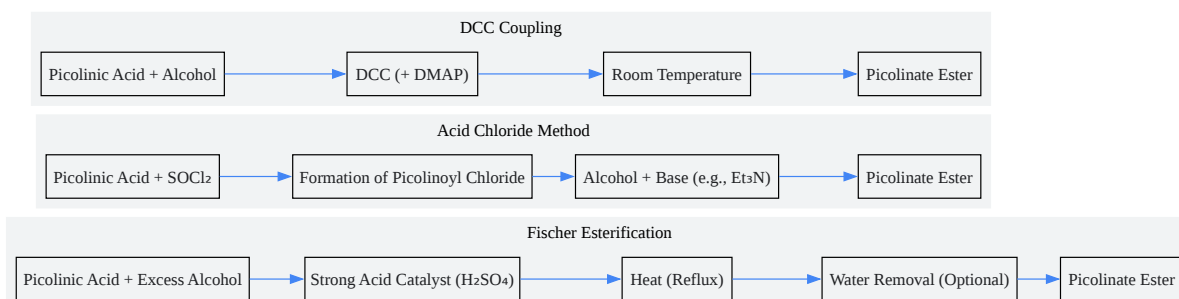 DCC Coupling
Picolinic Acid + Alcohol
DCC (+ DMAP)
Room Temperature
Picolinate Ester
Acid Chloride Method
Picolinic Acid + SOCl₂
Formation of Picolinoyl Chloride
Alcohol + Base (e.g., Et₃N)
Picolinate Ester
Fischer Esterification
Picolinic Acid + Excess Alcohol
Strong Acid Catalyst (H₂SO₄)
Heat (Reflux)
Water Removal (Optional)
Picolinate Ester